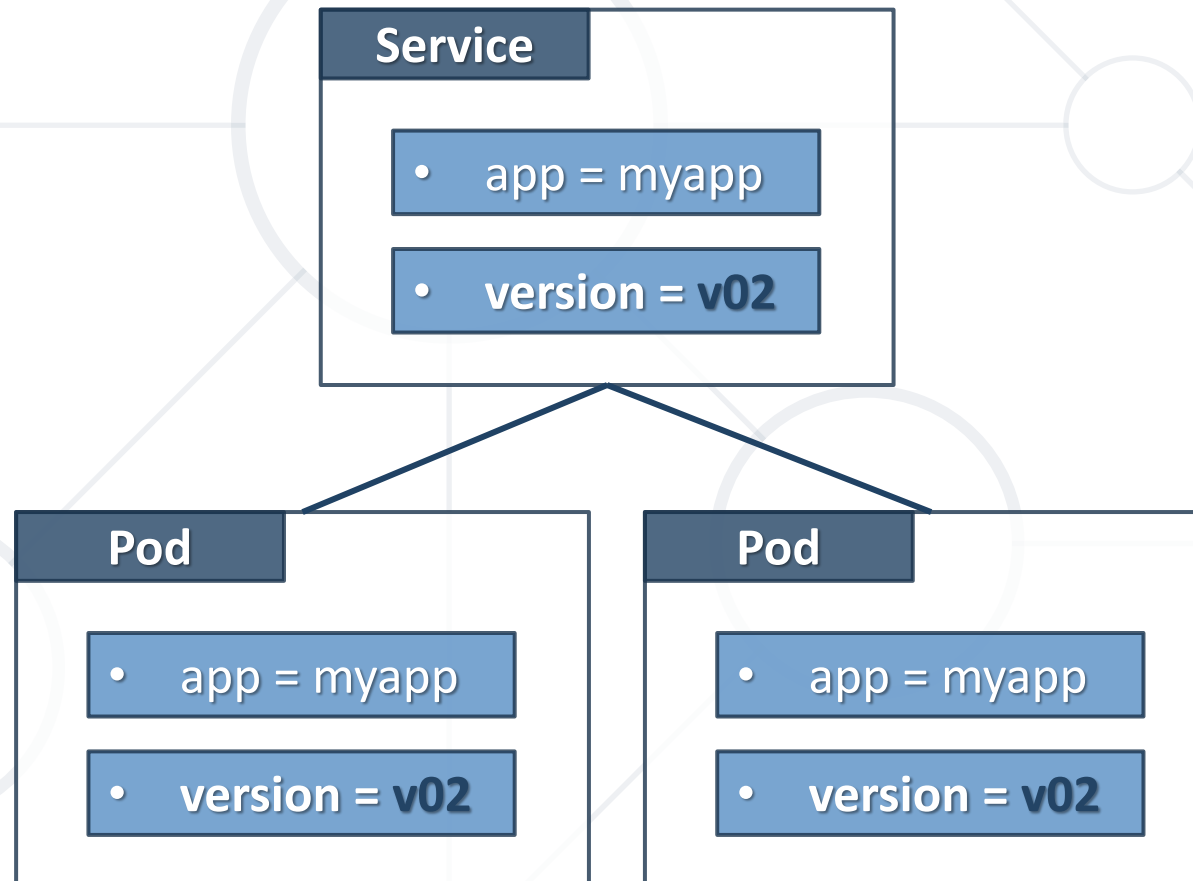 Service
• app = myapp
• version = v02
Pod
• app = myapp
• version = v02
Pod
• app = myapp
• version = v02